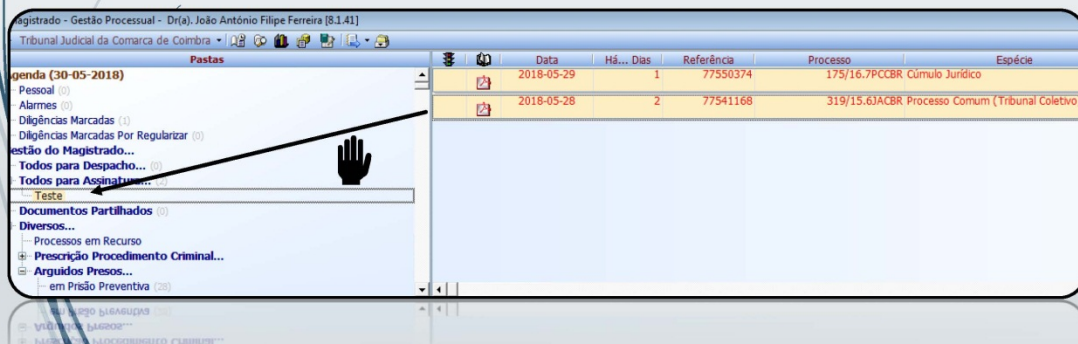 agistrado - Gestão Processual - Dr(a). João António Filipe Ferreira [8.1.41]
Tribunal Judicial da Comarca de Coimbra
Pastas
genda (30-05-2018)
Pessoal (0)
Alarmes (0)
Diligências Marcadas (1)
Diligências Marcadas Por Regularizar (0)
estão do Magistrado...
Todos para Despacho... (0)
Todos para Assinatura... (2)
Teste
Documentos Partilhados (0)
Diversos...
Processos em Recurso
Prescrição Procedimento Criminal...
Arguidos Presos...
em Prisão Preventiva (28)
Data Há... Dias Referência Processo Espécie
2018-05-29 1 77550374 175/16.7PCCBR Cúmulo Jurídico
2018-05-28 2 77541168 319/15.6JACBR Processo Comum (Tribunal Coletivo